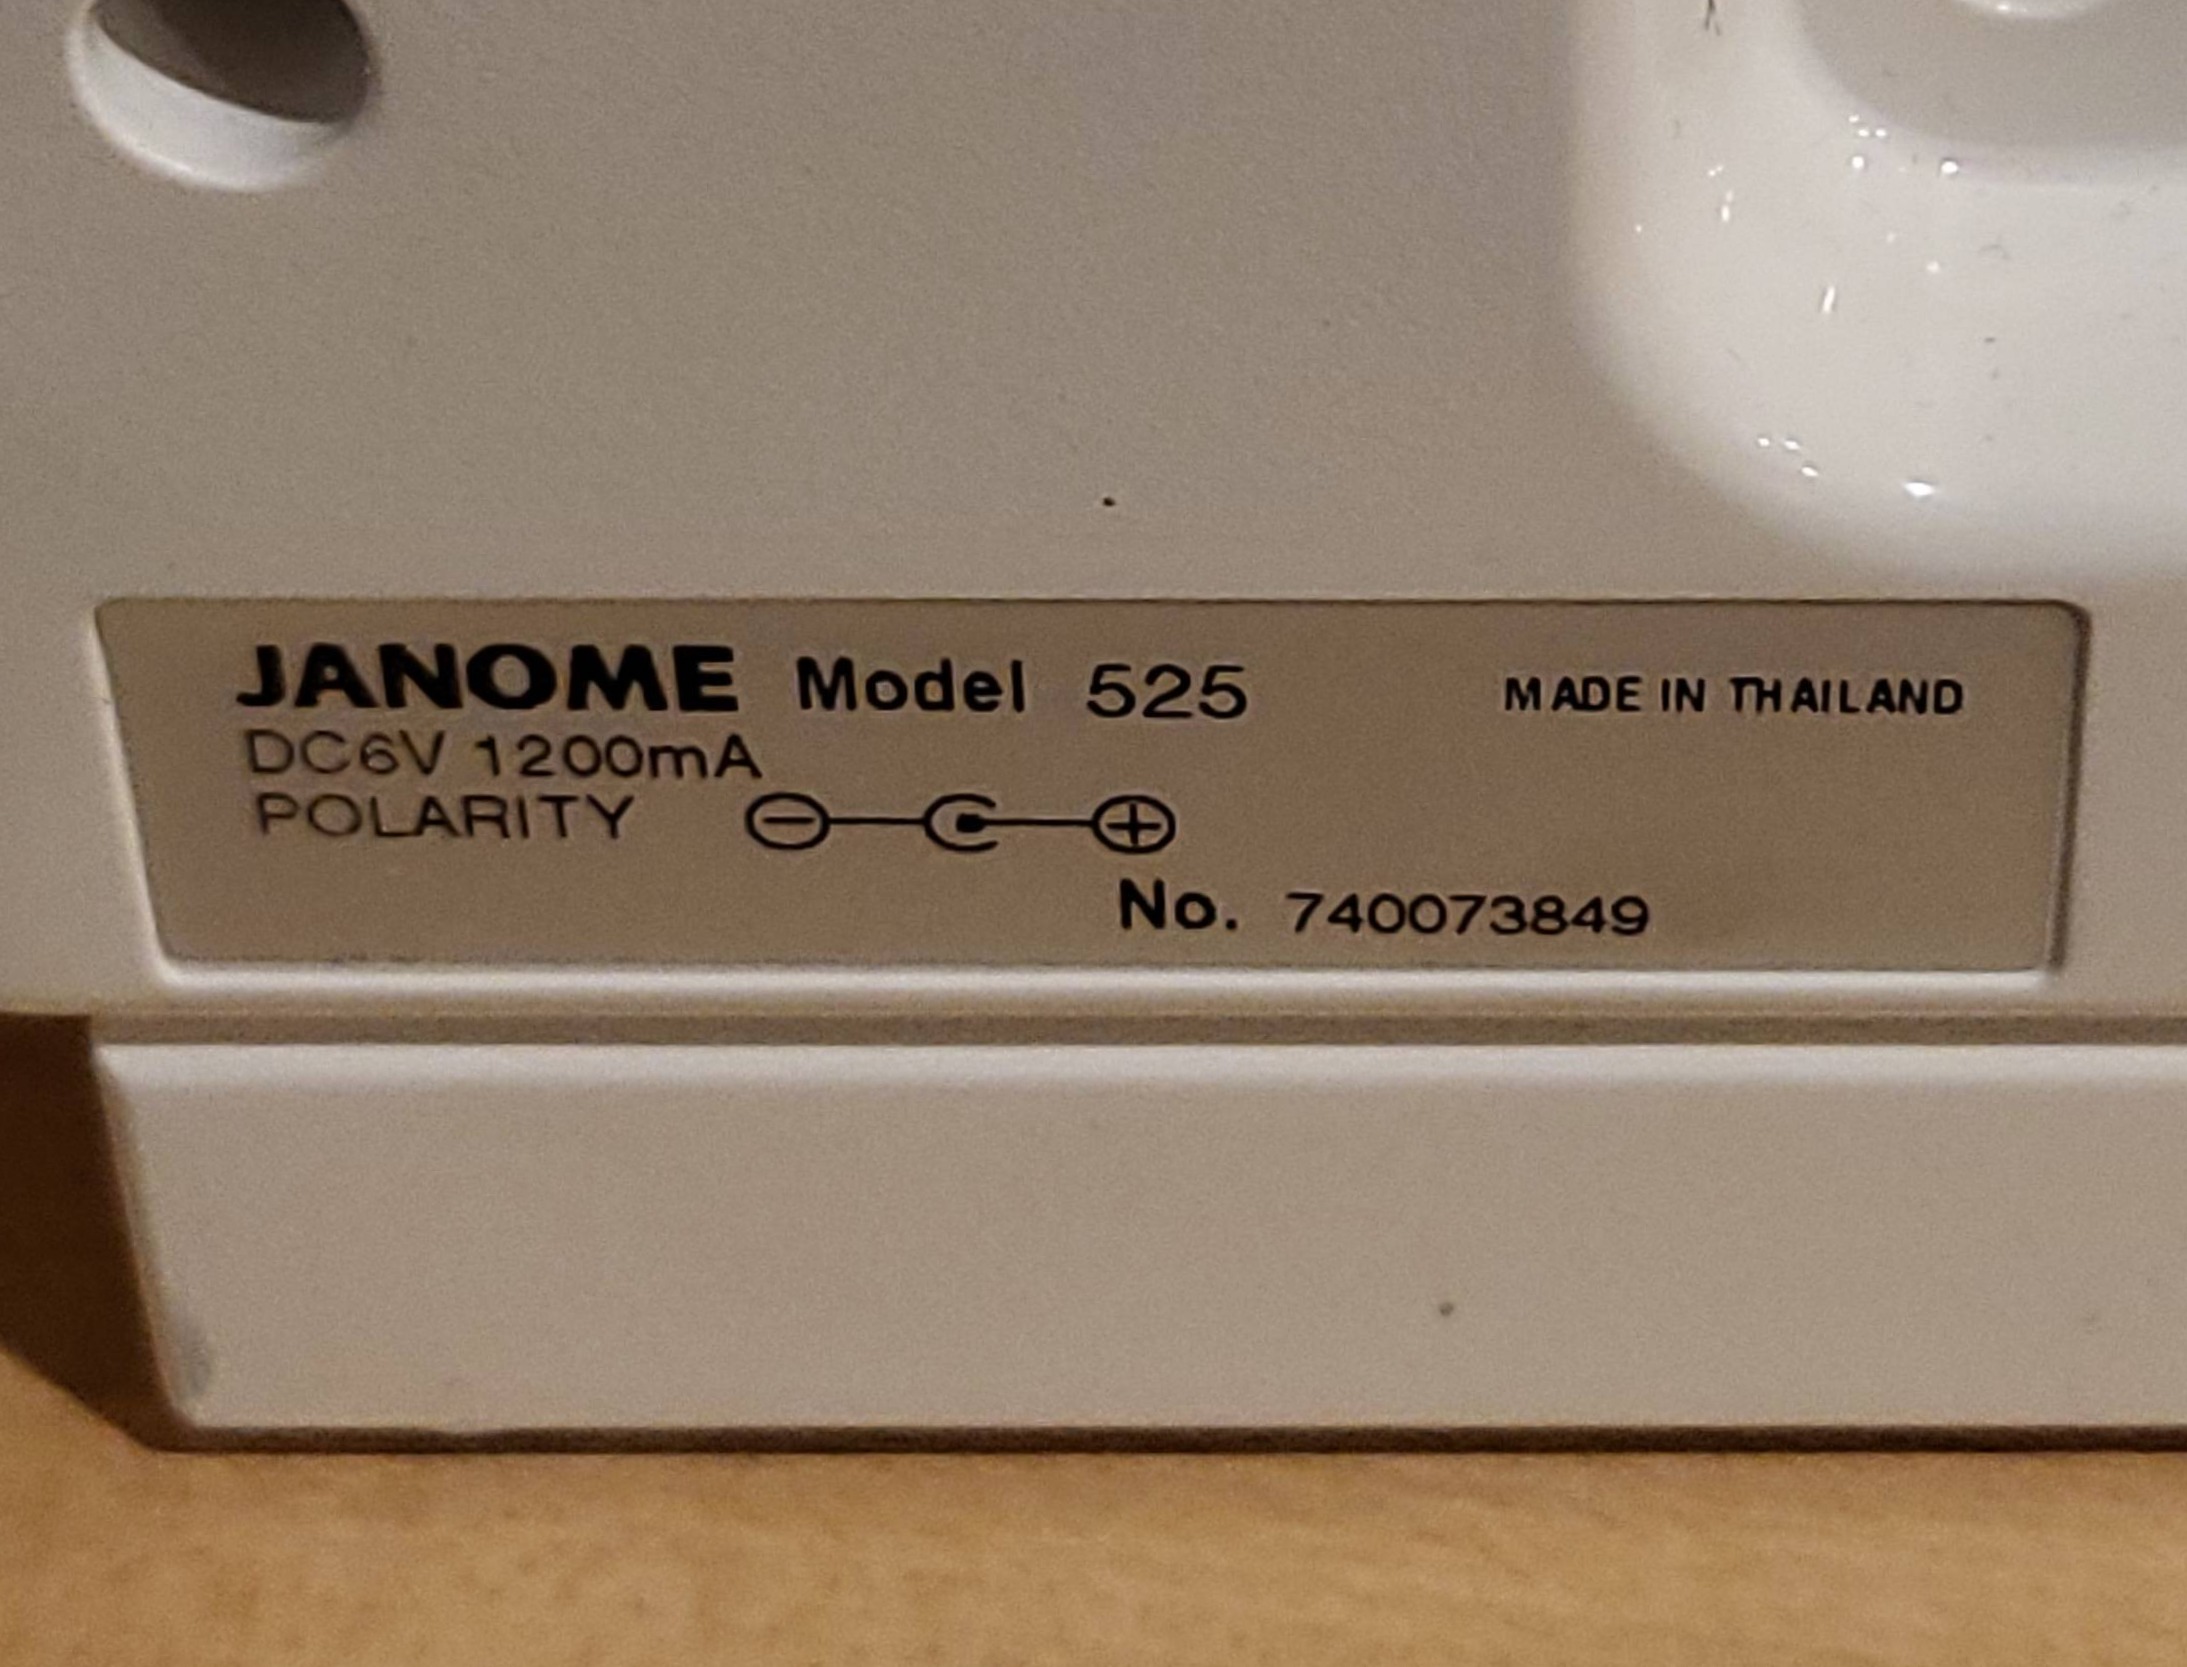 JANOME Model 525 MADE IN THAILAND
DC6V 1200mA
POLARITY
No. 740073849